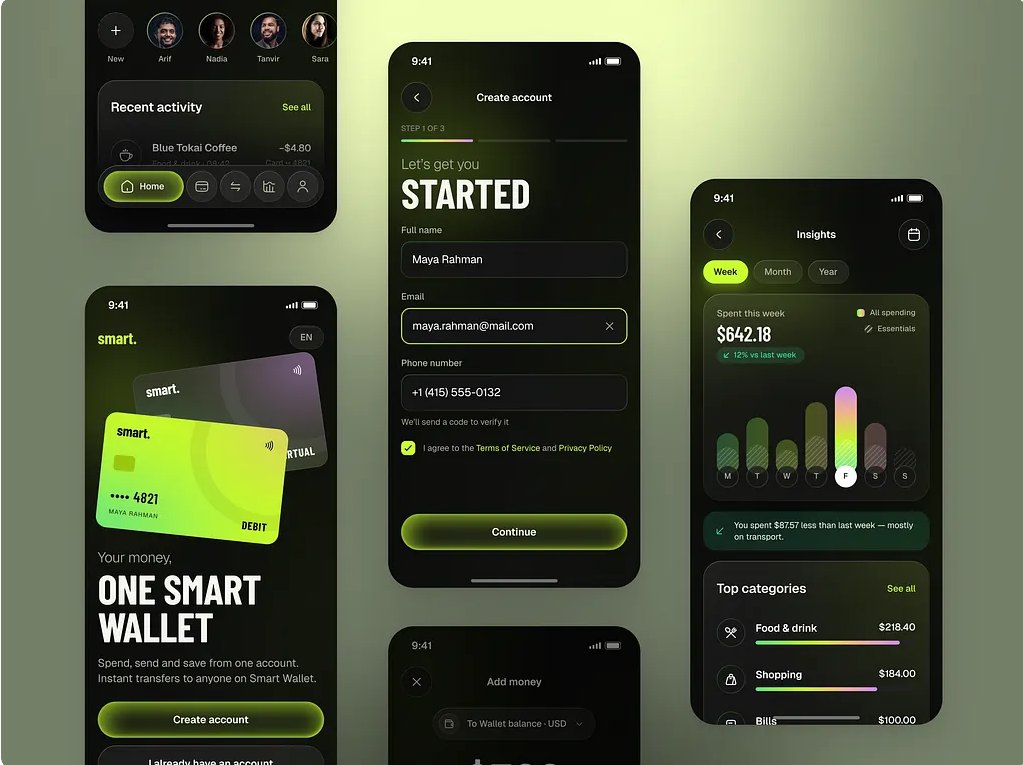 New
Arif
Nadia
Tanvir
Sara
Recent activity
See all
Blue Tokai Coffee
−$4.80
Food & drink · 08:42
Card ·· 4821
Home
9:41
smart.
EN
smart.
smart.
•••• 4821
MAYA RAHMAN
DEBIT
Your money,
ONE SMART
WALLET
Spend, send and save from one account.
Instant transfers to anyone on Smart Wallet.
Create account
I already have an account
9:41
Create account
STEP 1 OF 3
Let's get you
STARTED
Full name
Maya Rahman
Email
maya.rahman@mail.com
Phone number
+1 (415) 555-0132
We'll send a code to verify it
I agree to the Terms of Service and Privacy Policy
Continue
9:41
Add money
To Wallet balance · USD
9:41
Insights
Week
Month
Year
Spent this week
$642.18
12% vs last week
All spending
Essentials
M
T
W
T
F
S
S
You spent $87.57 less than last week — mostly
on transport.
Top categories
See all
Food & drink
$218.40
Shopping
$184.00
Bills
$100.00